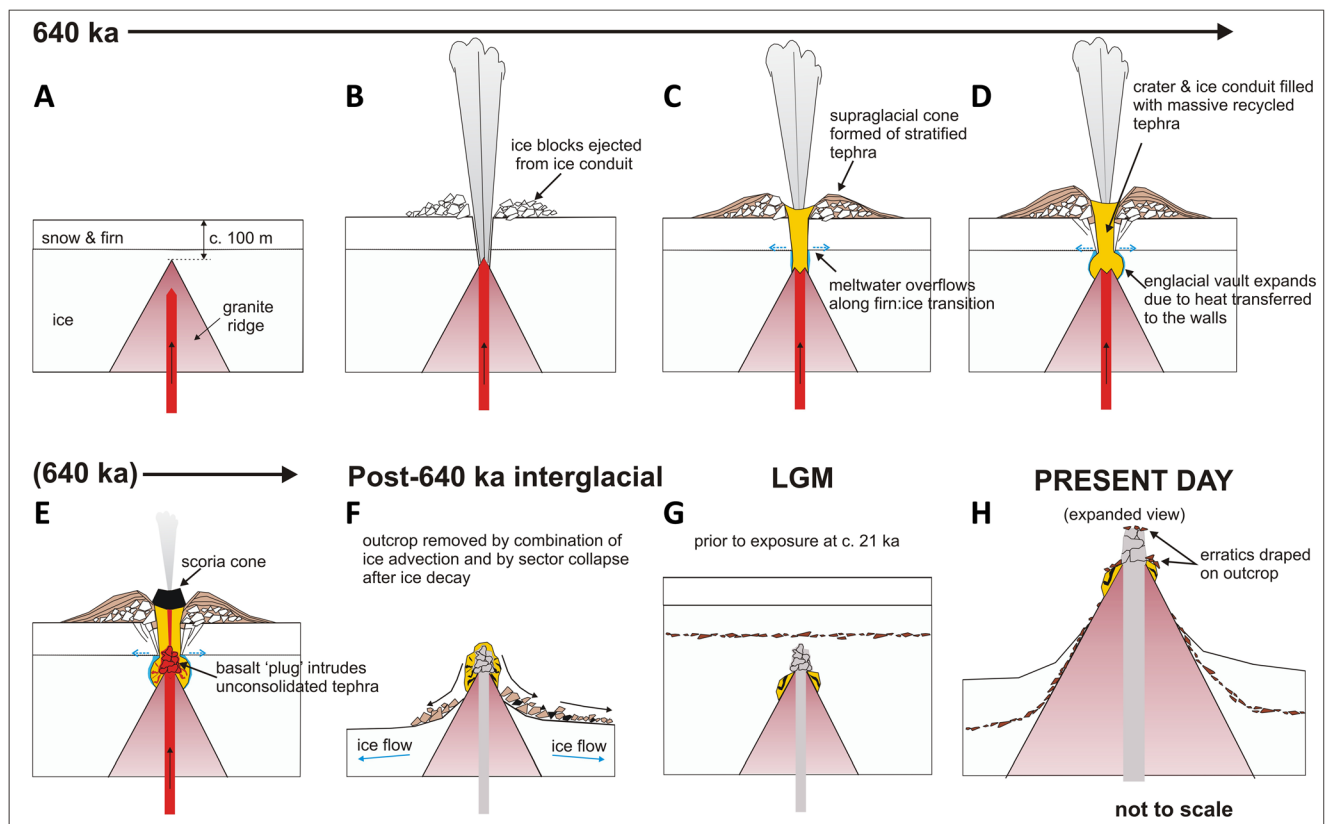 640 ka
A
snow & firn
c. 100 m
ice
granite
ridge
B
ice blocks ejected
from ice conduit
C
supraglacial cone
formed of stratified
tephra
meltwater overflows
along firn:ice transition
D
crater & ice conduit filled
with massive recycled
tephra
englacial vault expands
due to heat transferred
to the walls
(640 ka)
E
scoria cone
basalt ‘plug’ intrudes
unconsolidated tephra
Post-640 ka interglacial
F
outcrop removed by combination of
ice advection and by sector collapse
after ice decay
ice flow
ice flow
LGM
G
prior to exposure at c. 21 ka
PRESENT DAY
H
(expanded view)
erratics draped
on outcrop
not to scale